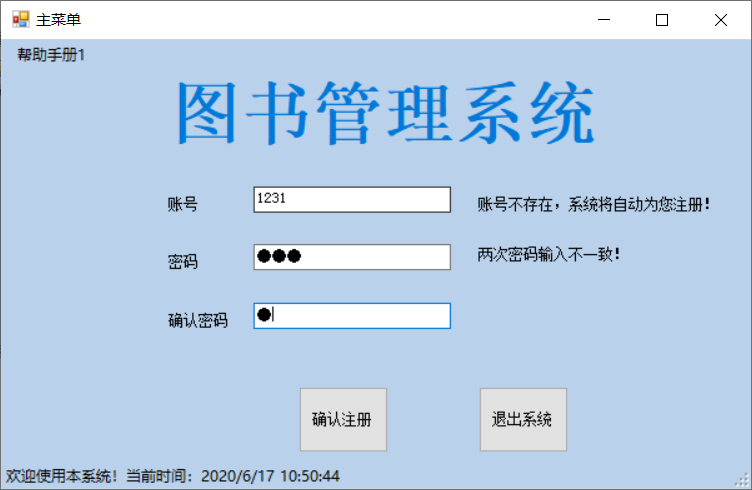 主菜单
帮助手册1
图书管理系统
账号
1231
账号不存在，系统将自动为您注册！
密码
两次密码输入不一致！
确认密码
确认注册
退出系统
欢迎使用本系统！当前时间：2020/6/17 10:50:44